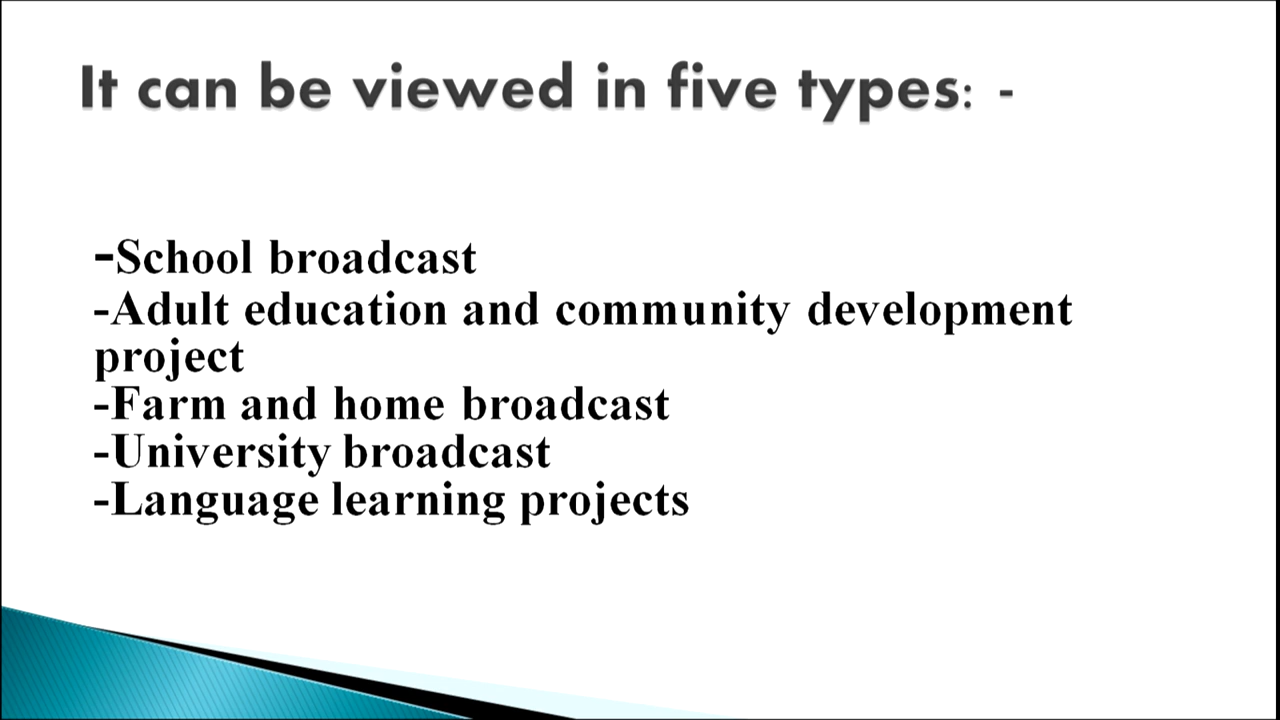 It can be viewed in five types: -
-School broadcast
-Adult education and community development
project
-Farm and home broadcast
-University broadcast
-Language learning projects